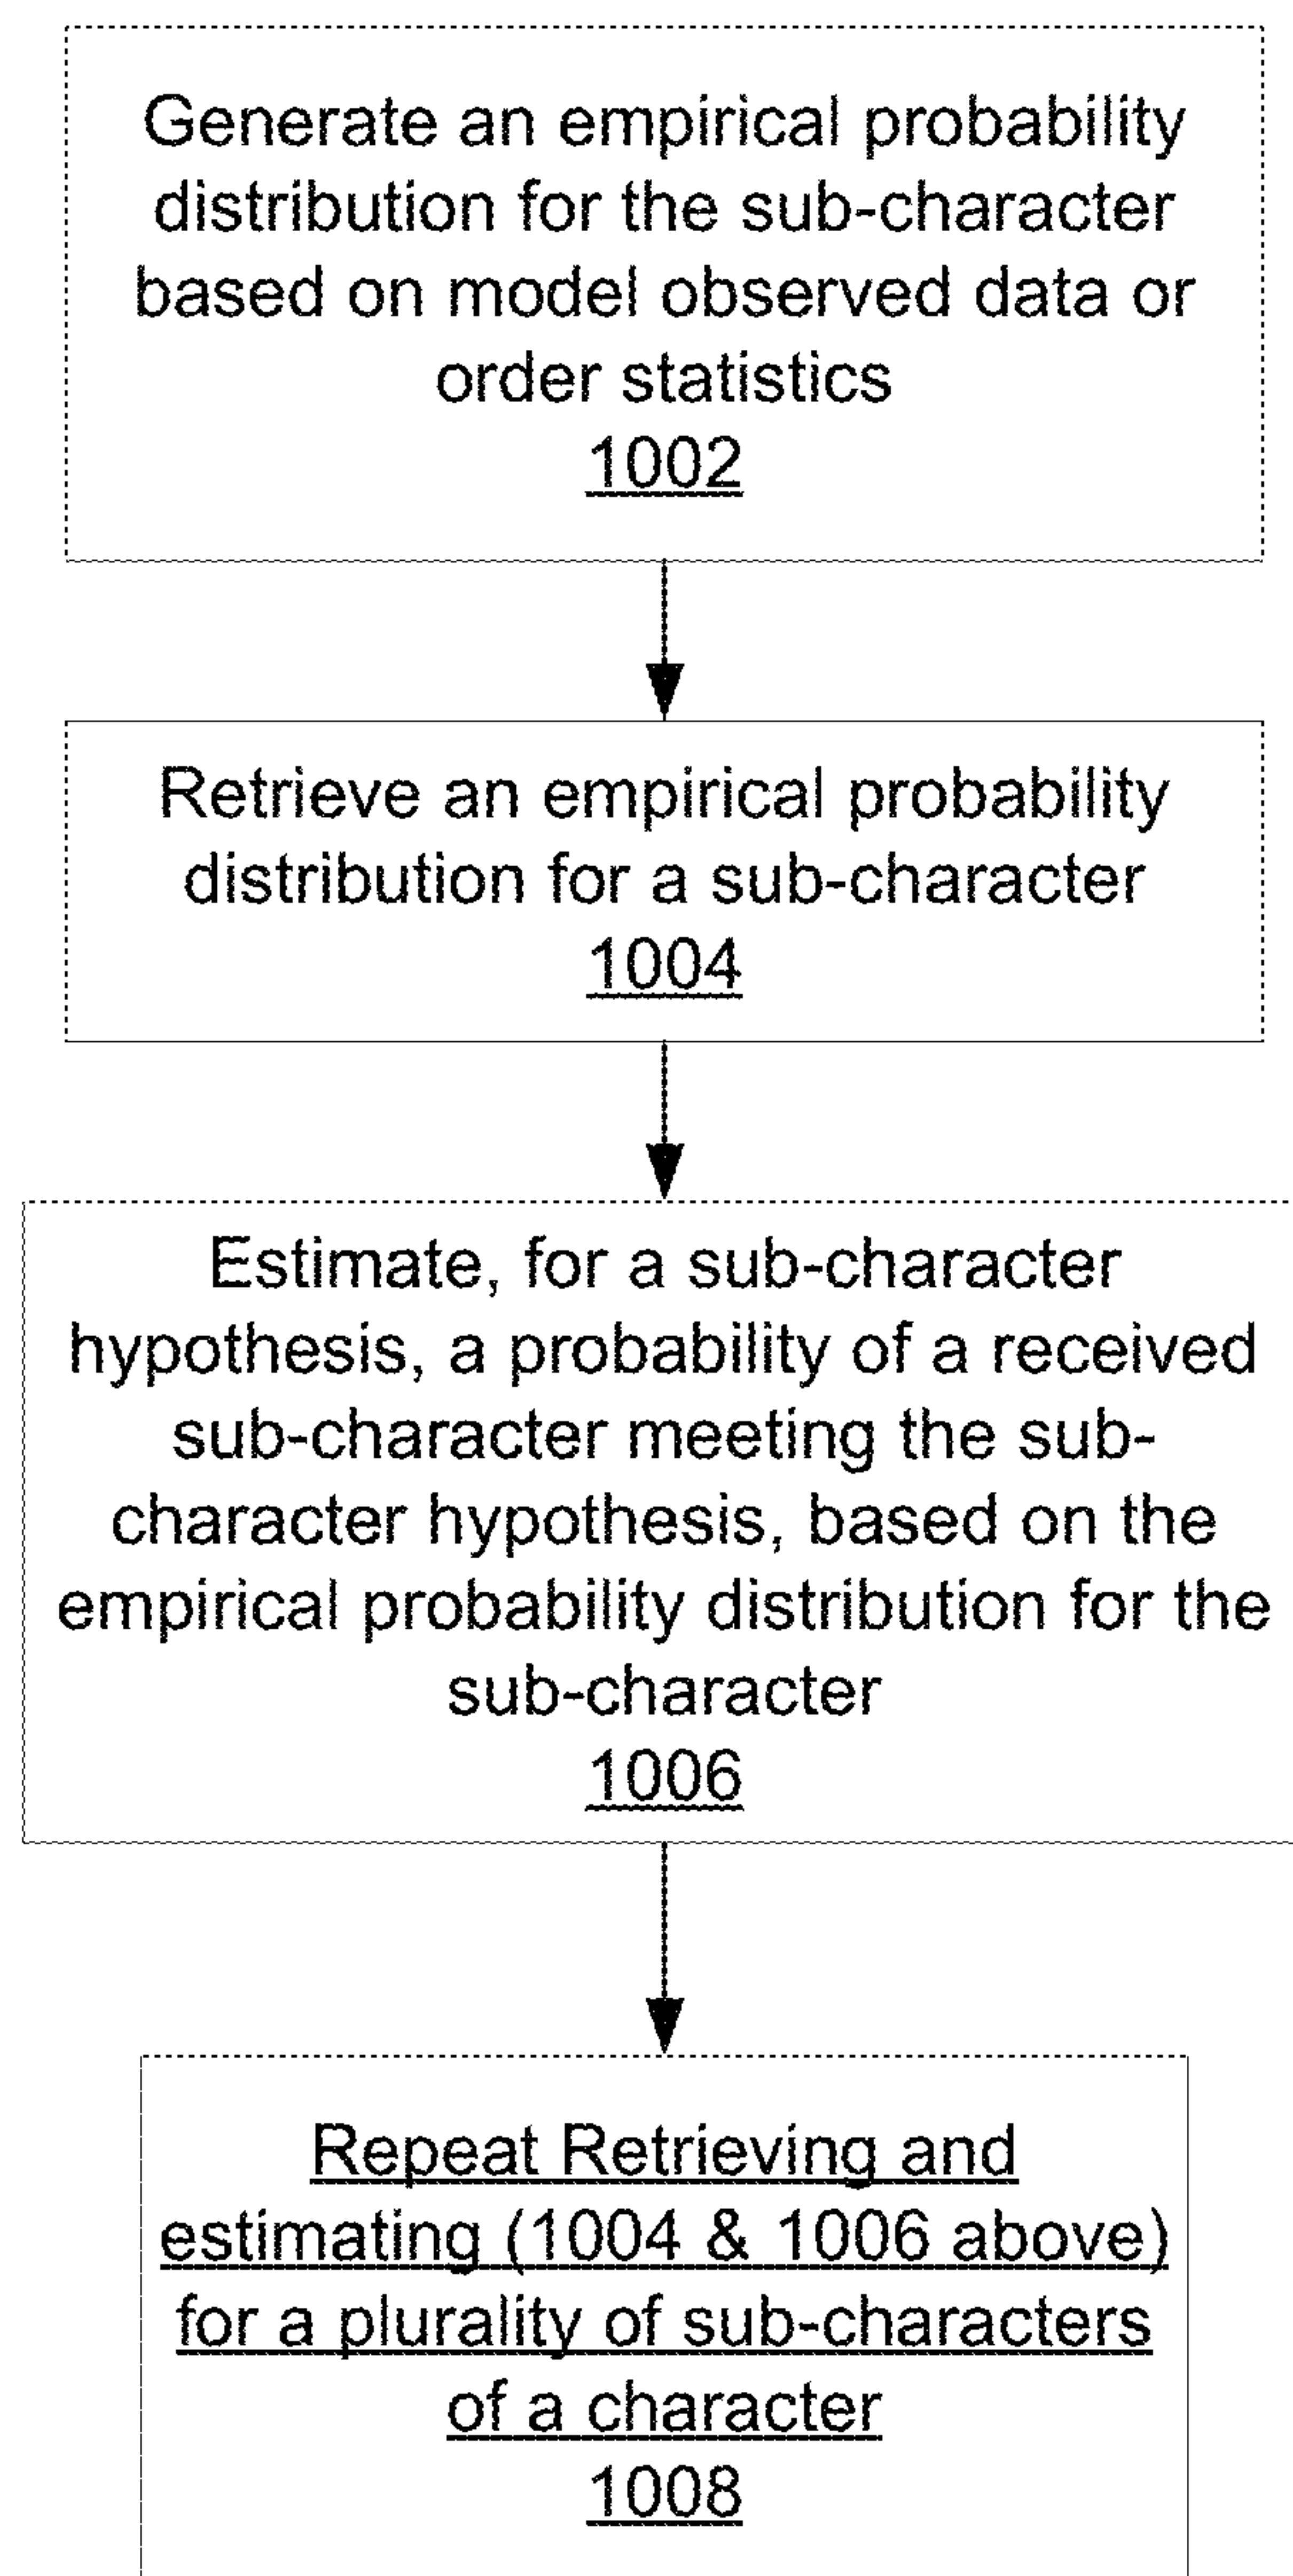 Generate an empirical probability
distribution for the sub-character
based on model observed data or
order statistics
1002
Retrieve an empirical probability
distribution for a sub-character
1004
Estimate, for a sub-character
hypothesis, a probability of a received
sub-character meeting the sub-
character hypothesis, based on the
empirical probability distribution for the
sub-character
1006
Repeat Retrieving and
estimating (1004 & 1006 above)
for a plurality of sub-characters
of a character
1008